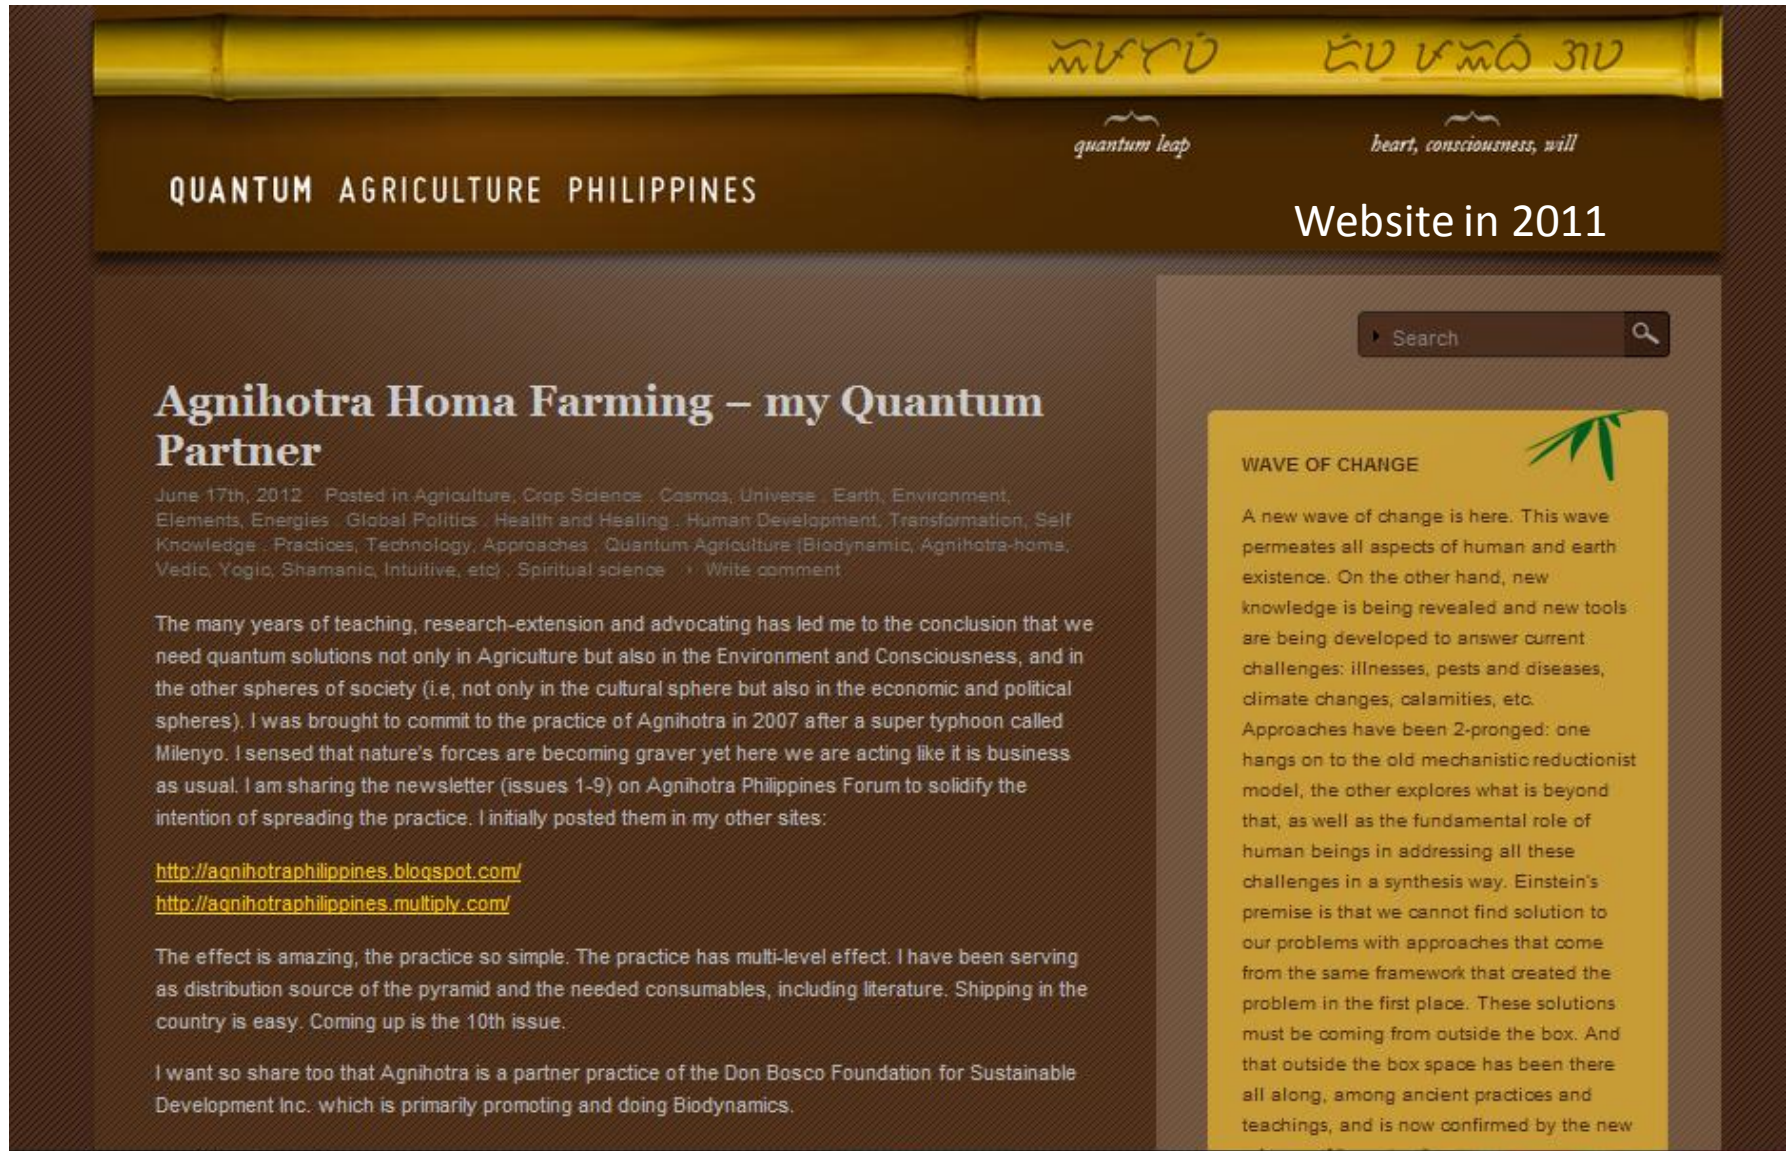 quantum leap
heart, consciousness, will
QUANTUM AGRICULTURE PHILIPPINES
Website in 2011
Search
Agnihotra Homa Farming – my Quantum
Partner
June 17th, 2012 Posted in Agriculture, Crop Science . Cosmos, Universe . Earth, Environment,
Elements, Energies . Global Politics . Health and Healing . Human Development, Transformation, Self
Knowledge . Practices, Technology, Approaches . Quantum Agriculture (Biodynamic, Agnihotra-homa,
Vedic, Yogic, Shamanic, Intuitive, etc) . Spiritual science › Write comment
The many years of teaching, research-extension and advocating has led me to the conclusion that we
need quantum solutions not only in Agriculture but also in the Environment and Consciousness, and in
the other spheres of society (i.e, not only in the cultural sphere but also in the economic and political
spheres). I was brought to commit to the practice of Agnihotra in 2007 after a super typhoon called
Milenyo. I sensed that nature's forces are becoming graver yet here we are acting like it is business
as usual. I am sharing the newsletter (issues 1-9) on Agnihotra Philippines Forum to solidify the
intention of spreading the practice. I initially posted them in my other sites:
http://agnihotraphilippines.blogspot.com/
http://agnihotraphilippines.multiply.com/
The effect is amazing, the practice so simple. The practice has multi-level effect. I have been serving
as distribution source of the pyramid and the needed consumables, including literature. Shipping in the
country is easy. Coming up is the 10th issue.
I want so share too that Agnihotra is a partner practice of the Don Bosco Foundation for Sustainable
Development Inc. which is primarily promoting and doing Biodynamics.
WAVE OF CHANGE
A new wave of change is here. This wave
permeates all aspects of human and earth
existence. On the other hand, new
knowledge is being revealed and new tools
are being developed to answer current
challenges: illnesses, pests and diseases,
climate changes, calamities, etc.
Approaches have been 2-pronged: one
hangs on to the old mechanistic reductionist
model, the other explores what is beyond
that, as well as the fundamental role of
human beings in addressing all these
challenges in a synthesis way. Einstein's
premise is that we cannot find solution to
our problems with approaches that come
from the same framework that created the
problem in the first place. These solutions
must be coming from outside the box. And
that outside the box space has been there
all along, among ancient practices and
teachings, and is now confirmed by the new